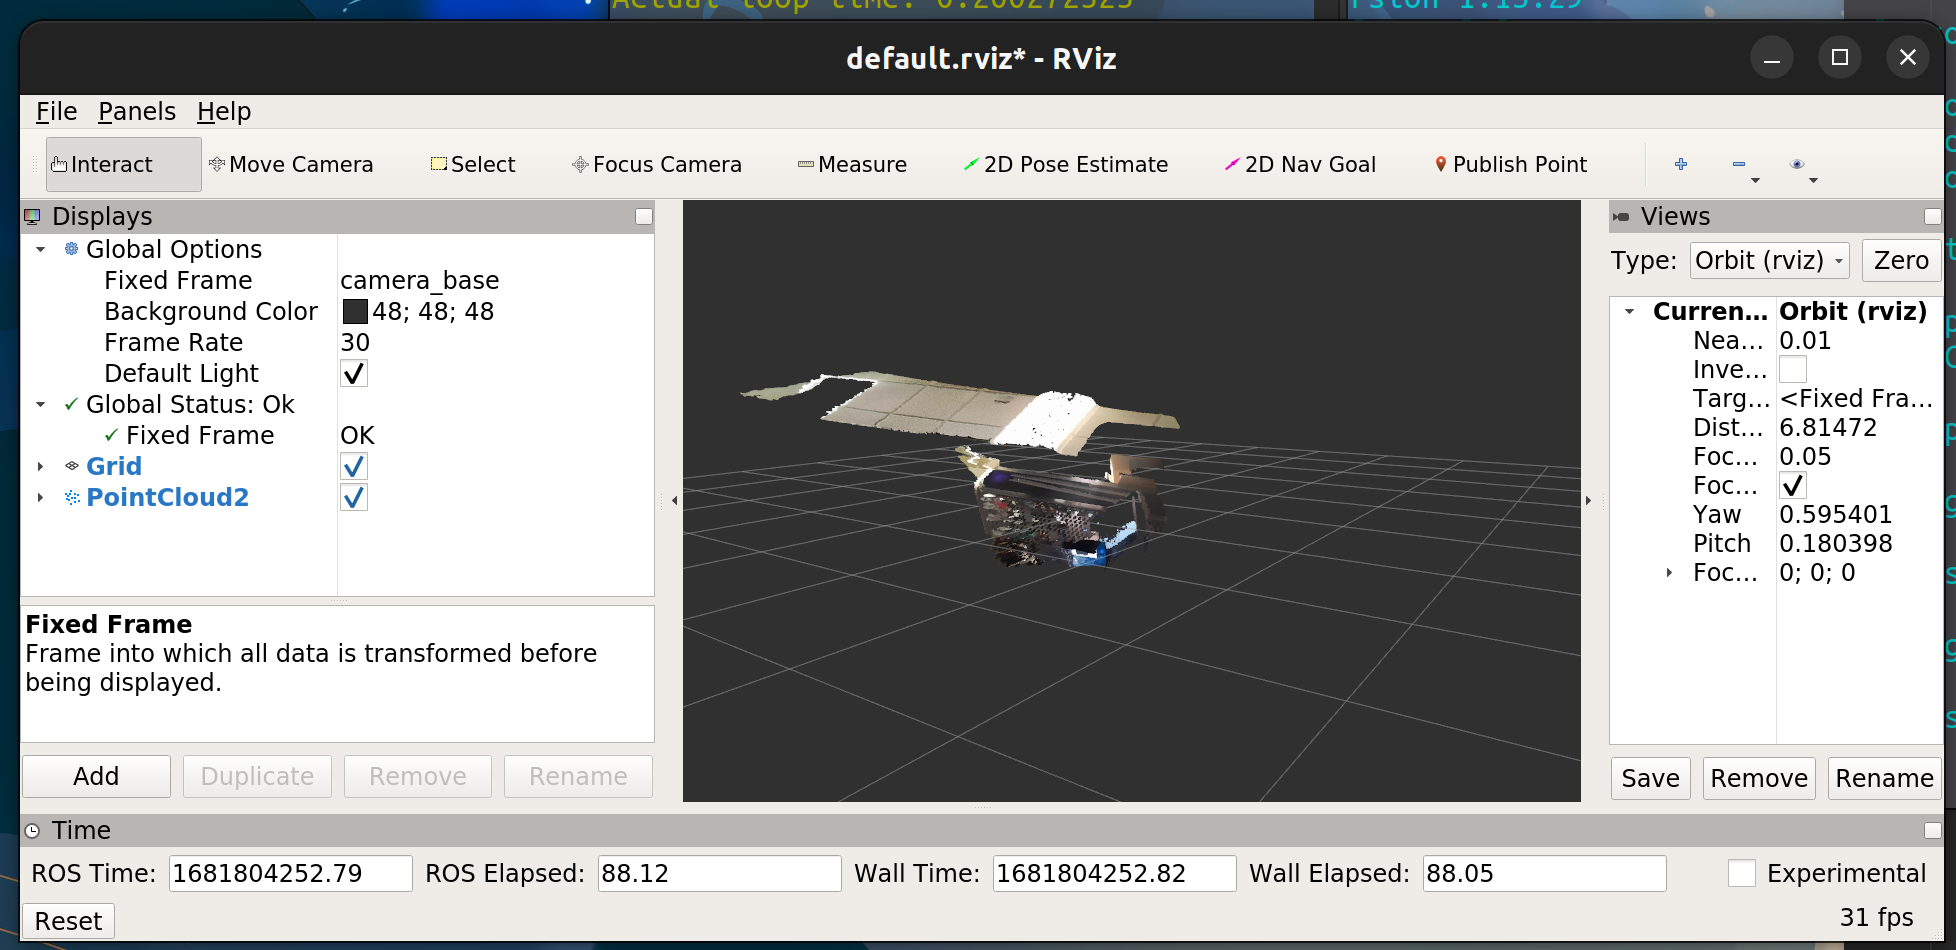 Actual loop time: 0.200272323
default.rviz* - RViz
File Panels Help
Interact Move Camera Select Focus Camera Measure 2D Pose Estimate 2D Nav Goal Publish Point
Displays
Global Options
Fixed Frame camera_base
Background Color 48; 48; 48
Frame Rate 30
Default Light
Global Status: Ok
Fixed Frame OK
Grid
PointCloud2
Fixed Frame
Frame into which all data is transformed before
being displayed.
Add Duplicate Remove Rename
Views
Type: Orbit (rviz) Zero
Curren... Orbit (rviz)
Nea... 0.01
Inve...
Targ... <Fixed Fra...
Dist... 6.81472
Foc... 0.05
Foc...
Yaw 0.595401
Pitch 0.180398
Foc... 0; 0; 0
Save Remove Rename
Time
ROS Time: 1681804252.79 ROS Elapsed: 88.12 Wall Time: 1681804252.82 Wall Elapsed: 88.05 Experimental
Reset 31 fps